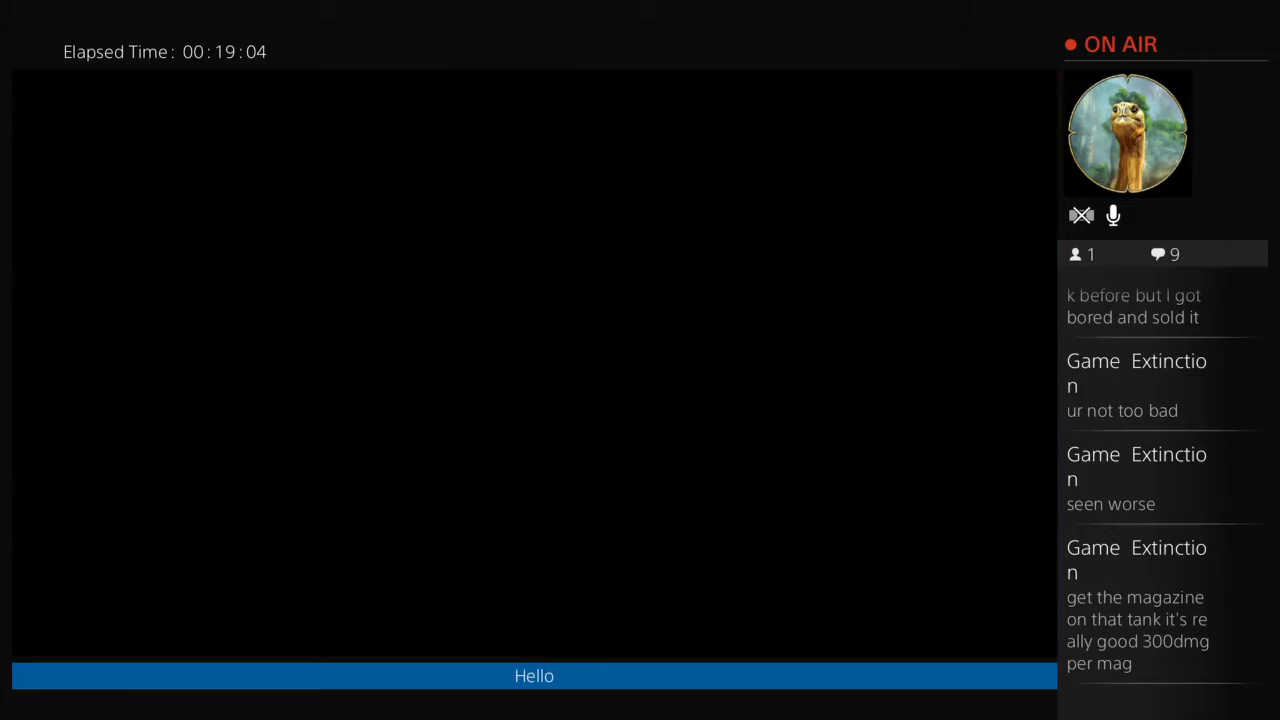 Elapsed Time: 00:19:04
ON AIR
1 9
k before but I got
bored and sold it
Game Extinctio
n
ur not too bad
Game Extinctio
n
seen worse
Game Extinctio
n
get the magazine
on that tank it's re
ally good 300dmg
per mag
Hello